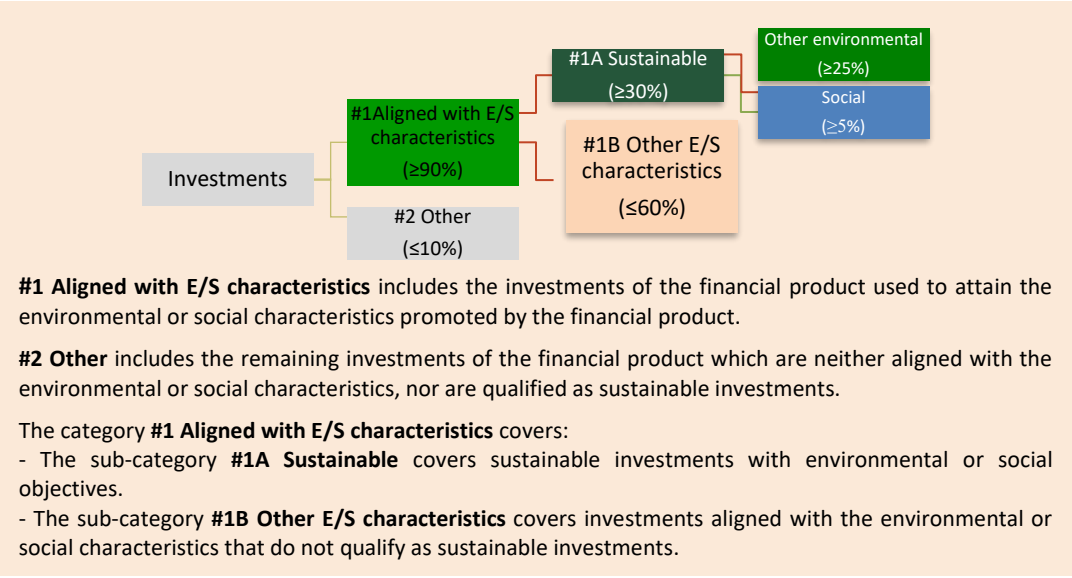 Other environmental
(≥25%)
#1A Sustainable
(≥30%)
Social
(≥5%)
#1Aligned with E/S
characteristics
(≥90%)
#1B Other E/S
characteristics
(≤60%)
Investments
#2 Other
(≤10%)
#1 Aligned with E/S characteristics includes the investments of the financial product used to attain the
environmental or social characteristics promoted by the financial product.
#2 Other includes the remaining investments of the financial product which are neither aligned with the
environmental or social characteristics, nor are qualified as sustainable investments.
The category #1 Aligned with E/S characteristics covers:
- The sub-category #1A Sustainable covers sustainable investments with environmental or social
objectives.
- The sub-category #1B Other E/S characteristics covers investments aligned with the environmental or
social characteristics that do not qualify as sustainable investments.